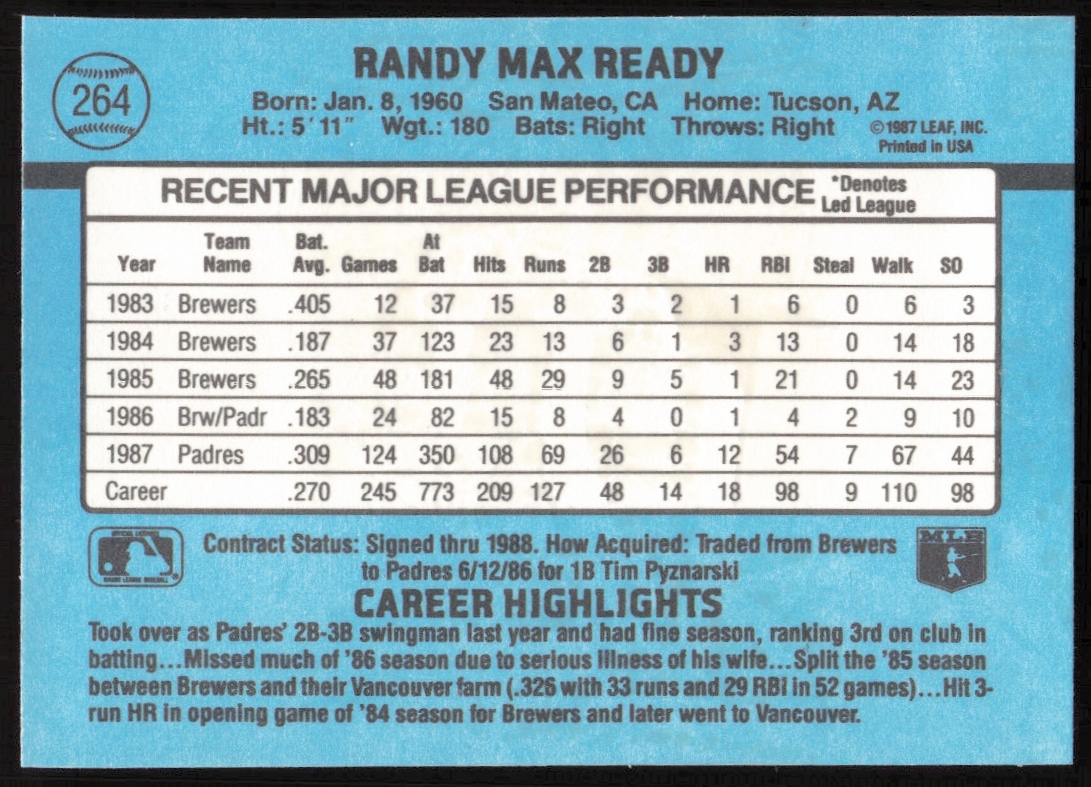 264
RANDY MAX READY
Born: Jan. 8, 1960 San Mateo, CA Home: Tucson, AZ
Ht.: 5'11" Wgt.: 180 Bats: Right Throws: Right
©1987 LEAF, INC.
Printed in USA
RECENT MAJOR LEAGUE PERFORMANCE *Denotes Led League
Year Team Name Bat. Avg. Games At Bat Hits Runs 2B 3B HR RBI Steal Walk SO
1983 Brewers .405 12 37 15 8 3 2 1 6 0 6 3
1984 Brewers .187 37 123 23 13 6 1 3 13 0 14 18
1985 Brewers .265 48 181 48 29 9 5 1 21 0 14 23
1986 Brw/Padr .183 24 82 15 8 4 0 1 4 2 9 10
1987 Padres .309 124 350 108 69 26 6 12 54 7 67 44
Career .270 245 773 209 127 48 14 18 98 9 110 98
MLB
Contract Status: Signed thru 1988. How Acquired: Traded from Brewers
to Padres 6/12/86 for 1B Tim Pyznarski
CAREER HIGHLIGHTS
Took over as Padres' 2B-3B swingman last year and had fine season, ranking 3rd on club in
batting...Missed much of '86 season due to serious illness of his wife...Split the '85 season
between Brewers and their Vancouver farm (.326 with 33 runs and 29 RBI in 52 games)...Hit 3-
run HR in opening game of '84 season for Brewers and later went to Vancouver.